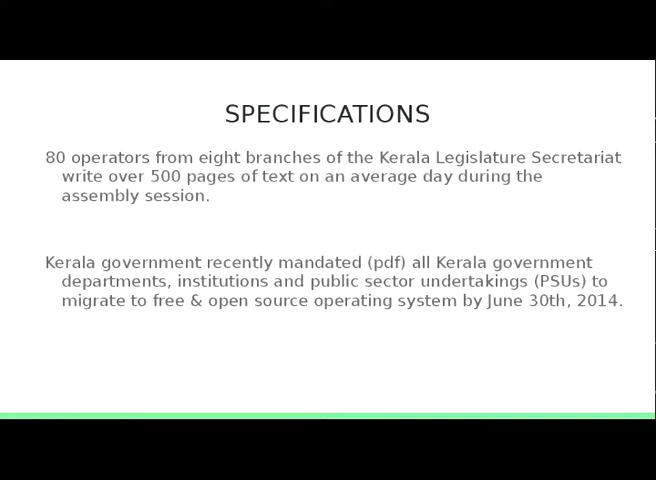 SPECIFICATIONS
80 operators from eight branches of the Kerala Legislature Secretariat
write over 500 pages of text on an average day during the
assembly session.
Kerala government recently mandated (pdf) all Kerala government
departments, institutions and public sector undertakings (PSUs) to
migrate to free & open source operating system by June 30th, 2014.